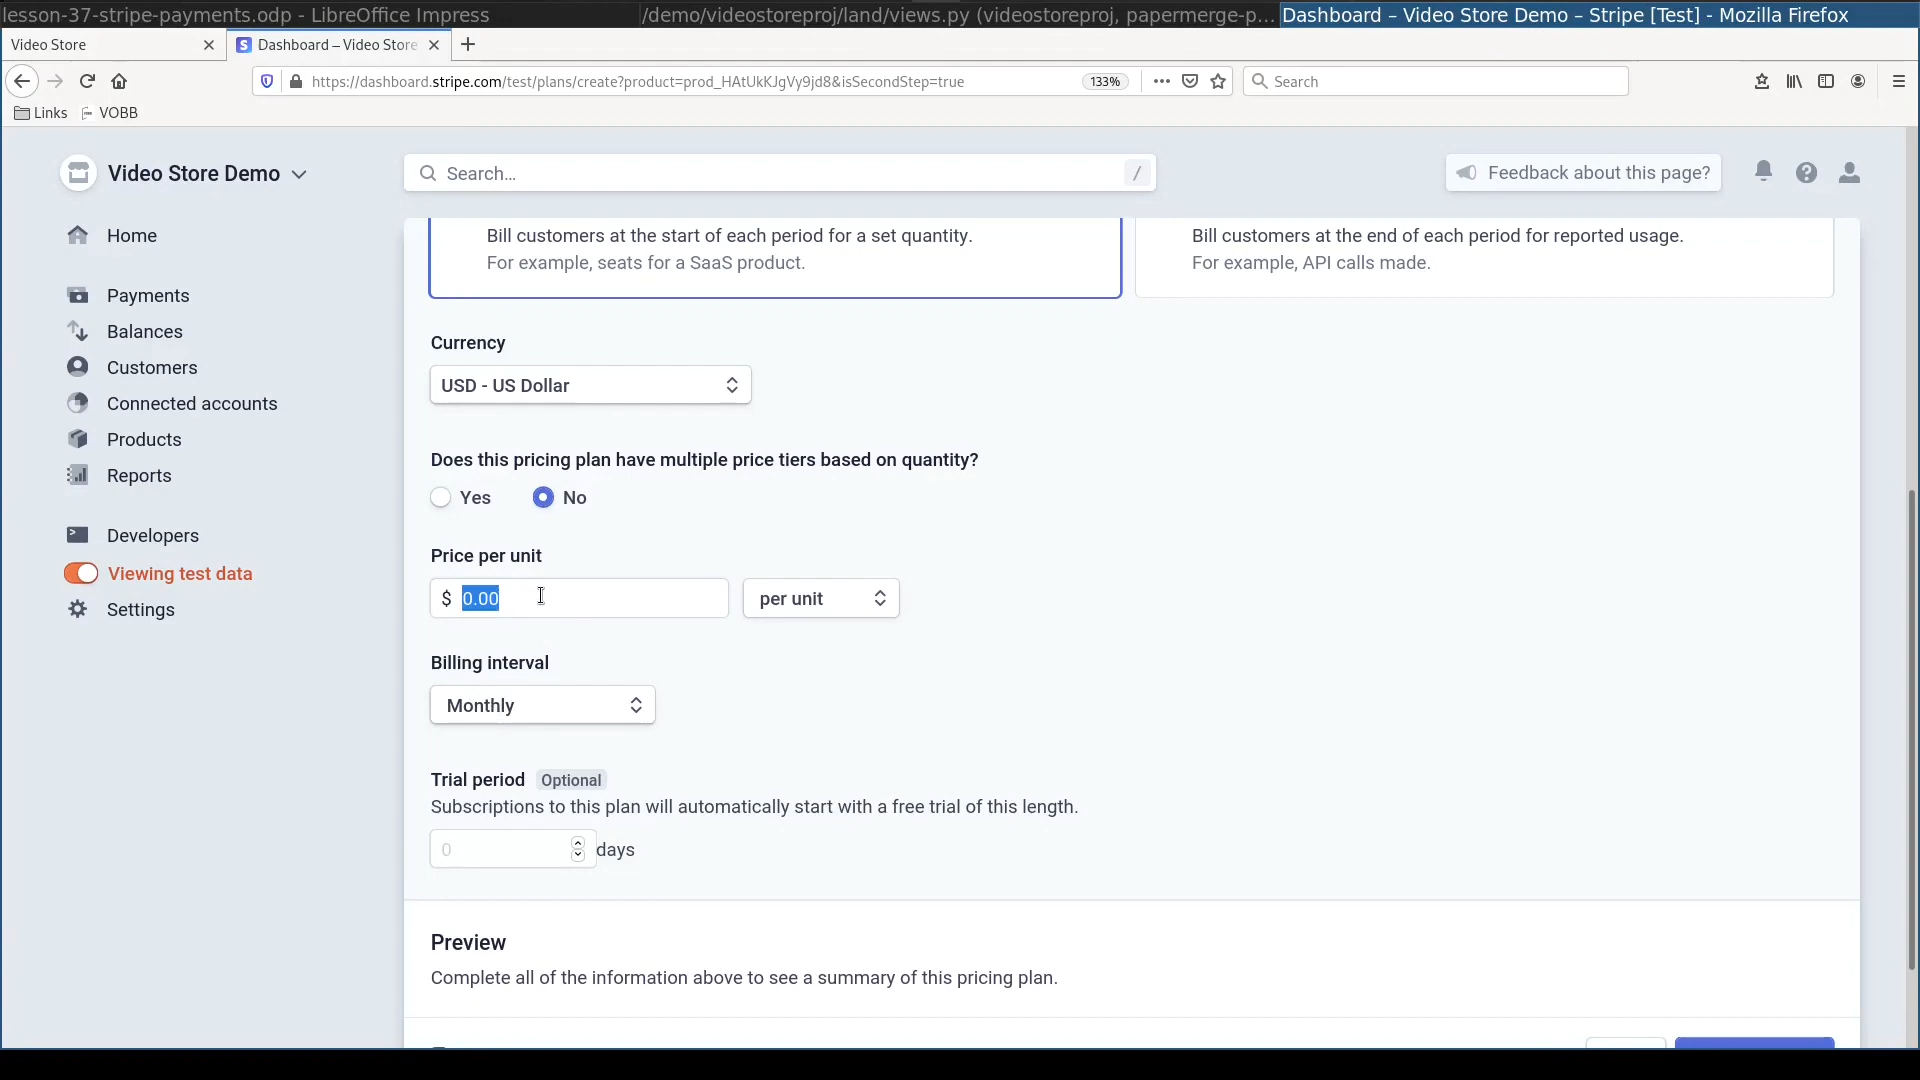 lesson-37-stripe-payments.odp - LibreOffice Impress
/demo/videostoreproj/land/views.py (videostoreproj, papermerge-p...
Dashboard – Video Store Demo – Stripe [Test] - Mozilla Firefox
Video Store
Dashboard – Video Store
https://dashboard.stripe.com/test/plans/create?product=prod_HAtUkKJgVy9jd8&isSecondStep=true
133%
Search
Links
VOBB
Video Store Demo
Search...
/
Feedback about this page?
Home
Payments
Balances
Customers
Connected accounts
Products
Reports
Developers
Viewing test data
Settings
Bill customers at the start of each period for a set quantity.
For example, seats for a SaaS product.
Bill customers at the end of each period for reported usage.
For example, API calls made.
Currency
USD - US Dollar
Does this pricing plan have multiple price tiers based on quantity?
Yes
No
Price per unit
$ 0.00
per unit
Billing interval
Monthly
Trial period Optional
Subscriptions to this plan will automatically start with a free trial of this length.
0
days
Preview
Complete all of the information above to see a summary of this pricing plan.